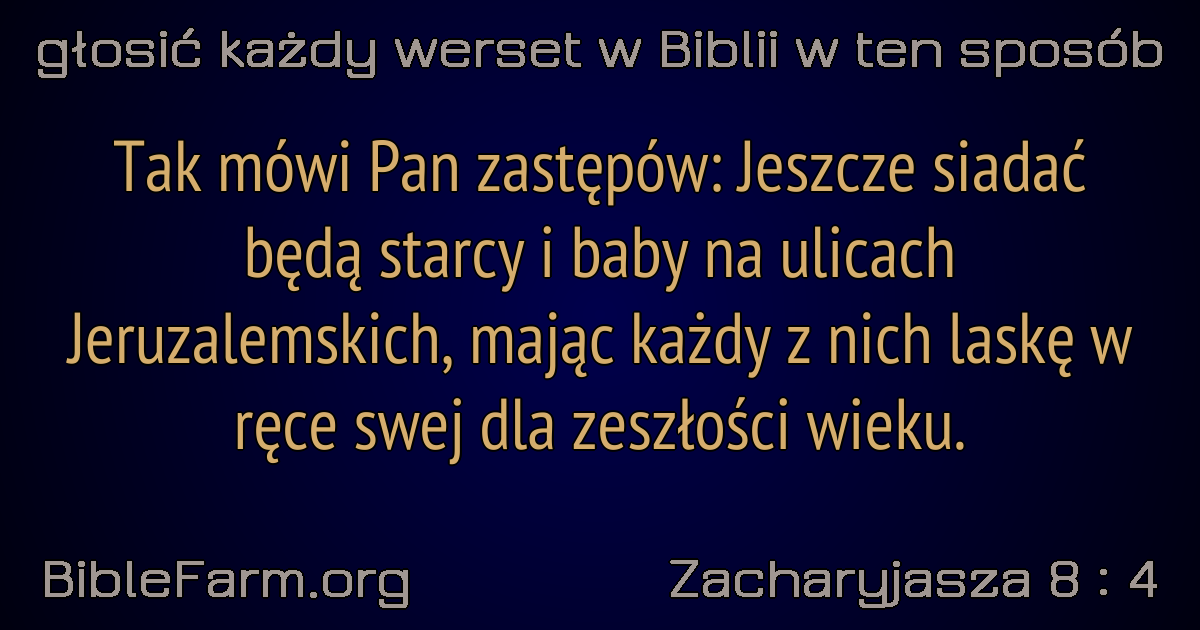 głosić każdy werset w Biblii w ten sposób
Tak mówi Pan zastępów: Jeszcze siadać
będą starcy i baby na ulicach
Jeruzalemskich, mając każdy z nich laskę w
ręce swej dla zeszłości wieku.
BibleFarm.org
Zacharyjasza 8 : 4